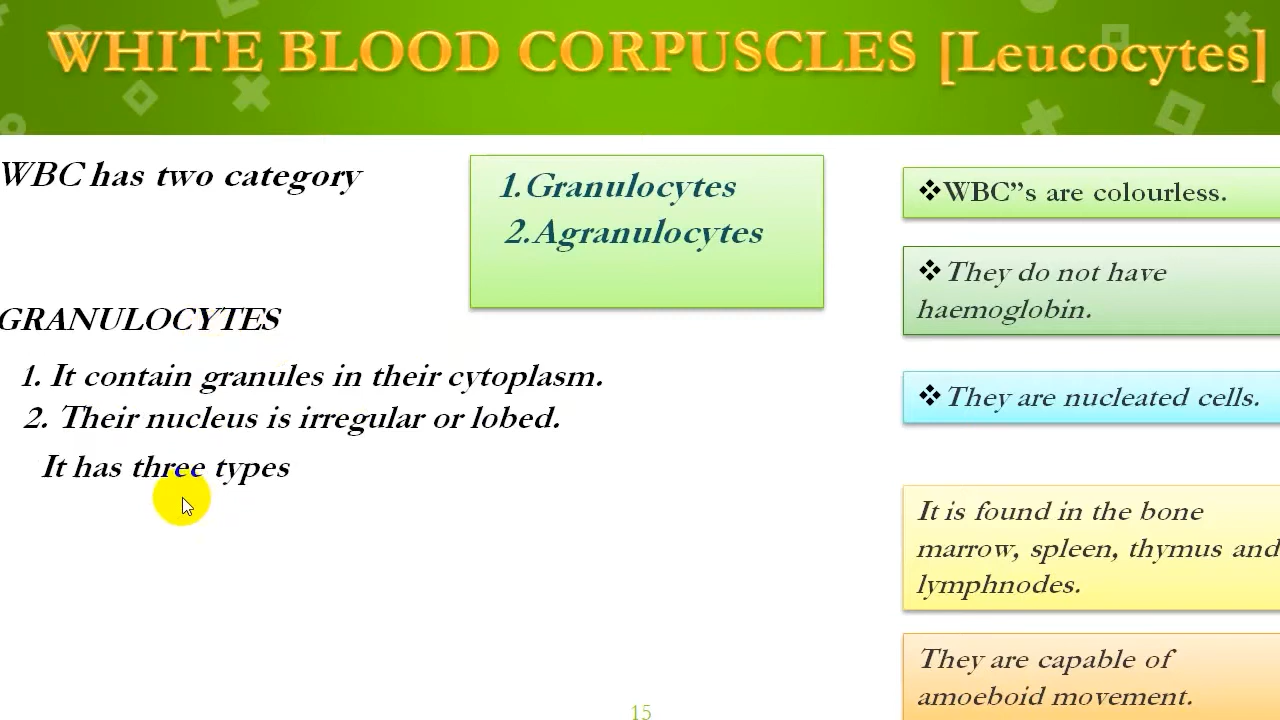 WHITE BLOOD CORPUSCLES [Leucocytes]
WBC has two category
1.Granulocytes
2.Agranulocytes
GRANULOCYTES
1. It contain granules in their cytoplasm.
2. Their nucleus is irregular or lobed.
It has three types
❖WBC”s are colourless.
❖They do not have
haemoglobin.
❖They are nucleated cells.
It is found in the bone
marrow, spleen, thymus and
lymphnodes.
They are capable of
amoeboid movement.
15